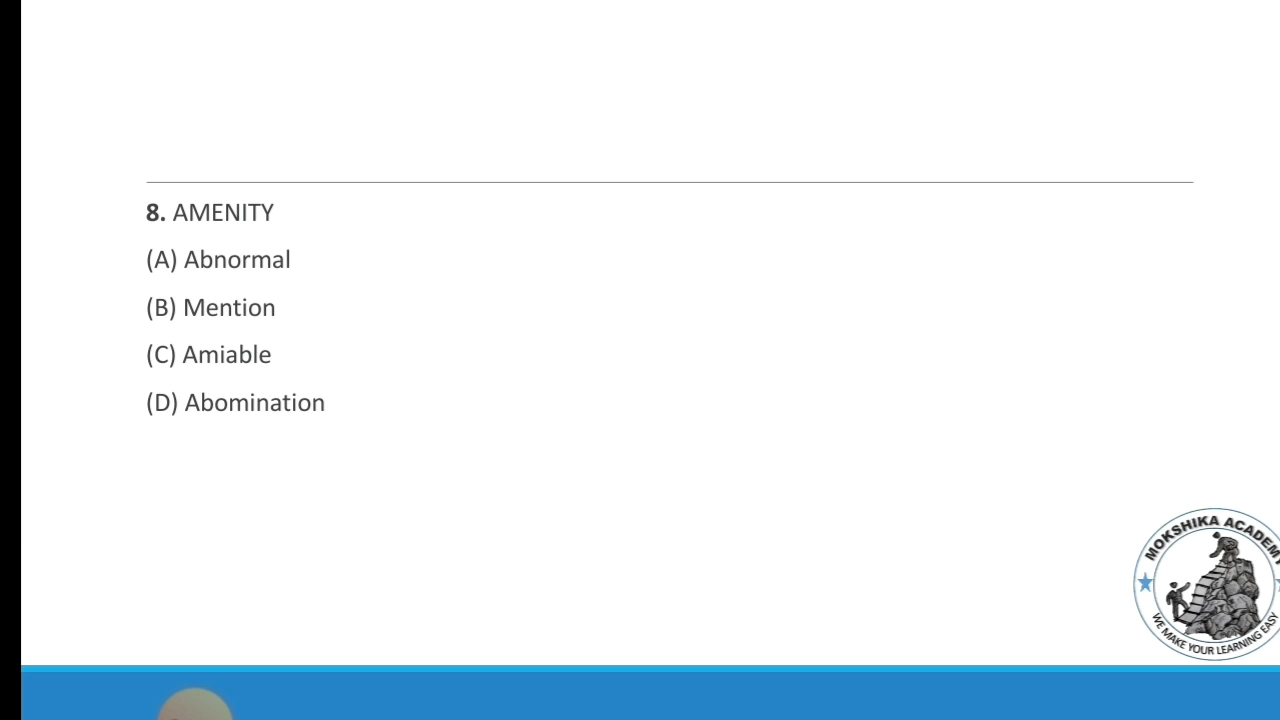 8. AMENITY
(A) Abnormal
(B) Mention
(C) Amiable
(D) Abomination
MOKSHIKA ACADEMY
WE MAKE YOUR LEARNING EASY